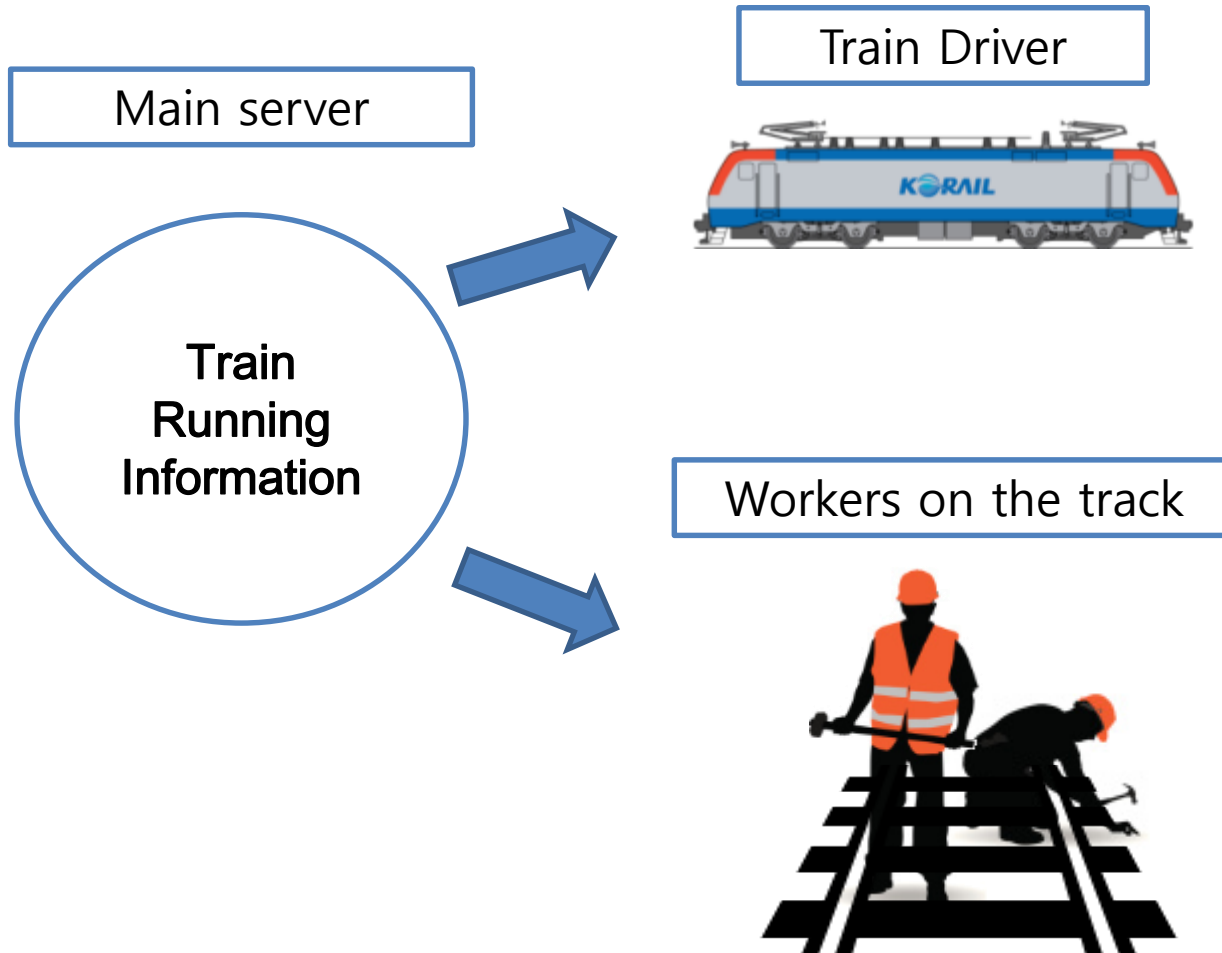 Main server
Train Driver
KORAIL
Train
Running
Information
Workers on the track